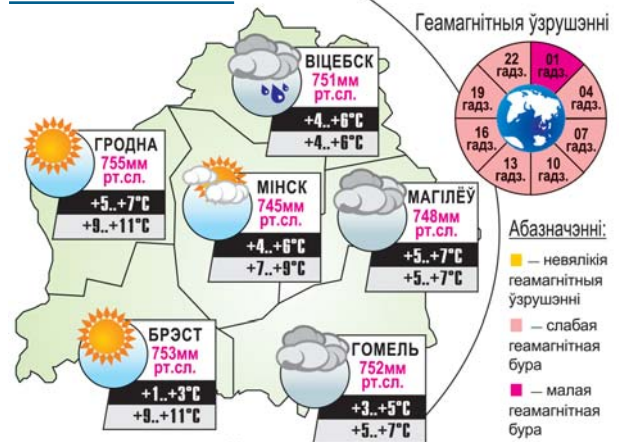 Геамагнітныя ўзрушэнні
22 гадз.
01 гадз.
04 гадз.
07 гадз.
10 гадз.
13 гадз.
16 гадз.
19 гадз.
ВІЦЕБСК
751мм
рт.сл.
+4..+6°C
+4..+6°C
ГРОДНА
755мм
рт.сл.
+5..+7°C
+9..+11°C
МІНСК
745мм
рт.сл.
+4..+6°C
+7..+9°C
МАГІЛЁЎ
748мм
рт.сл.
+5..+7°C
+5..+7°C
БРЭСТ
753мм
рт.сл.
+1..+3°C
+9..+11°C
ГОМЕЛЬ
752мм
рт.сл.
+3..+5°C
+5..+7°C
Абазначэнні:
— невялікія
геамагнітныя
ўзрушэнні
— слабая
геамагнітная
бура
— малая
геамагнітная
бура